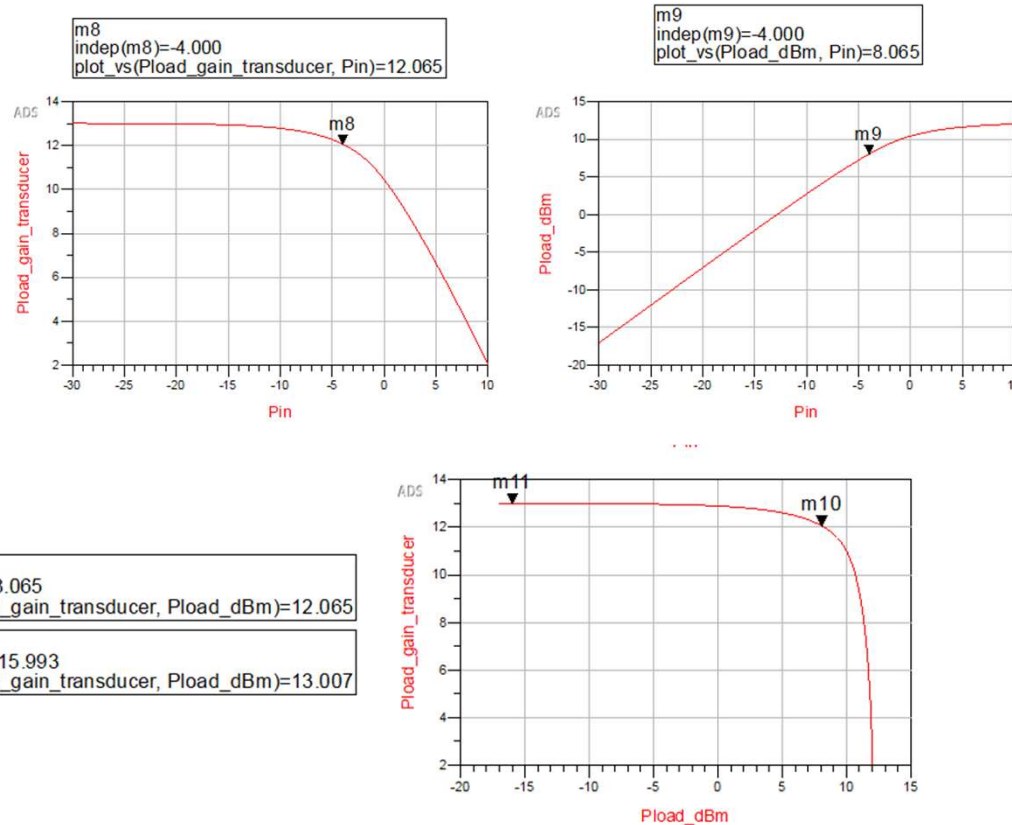 m8
indep(m8)=-4.000
plot_vs(Pload_gain_transducer, Pin)=12.065
m9
indep(m9)=-4.000
plot_vs(Pload_dBm, Pin)=8.065
ADS
14
12
10
8
6
4
2
m8
-30
-25
-20
-15
-10
-5
0
5
10
Pin
Pload_gain_transducer
ADS
15
10
5
0
-5
-10
-15
-20
m9
-30
-25
-20
-15
-10
-5
0
5
Pin
Pload_dBm
.065
_gain_transducer, Pload_dBm)=12.065
15.993
_gain_transducer, Pload_dBm)=13.007
ADS
14
12
10
8
6
4
2
m11
m10
-20
-15
-10
-5
0
5
10
15
Pload_dBm
Pload_gain_transducer